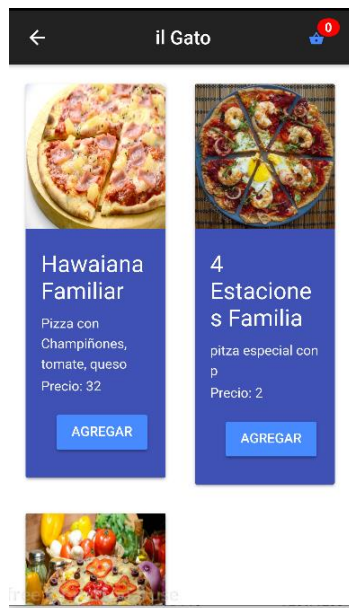 il Gato
0
Hawaiana
Familiar
Pizza con
Champiñones,
tomate, queso
Precio: 32
AGREGAR
4
Estacione
s Familia
pitza especial con
p
Precio: 2
AGREGAR